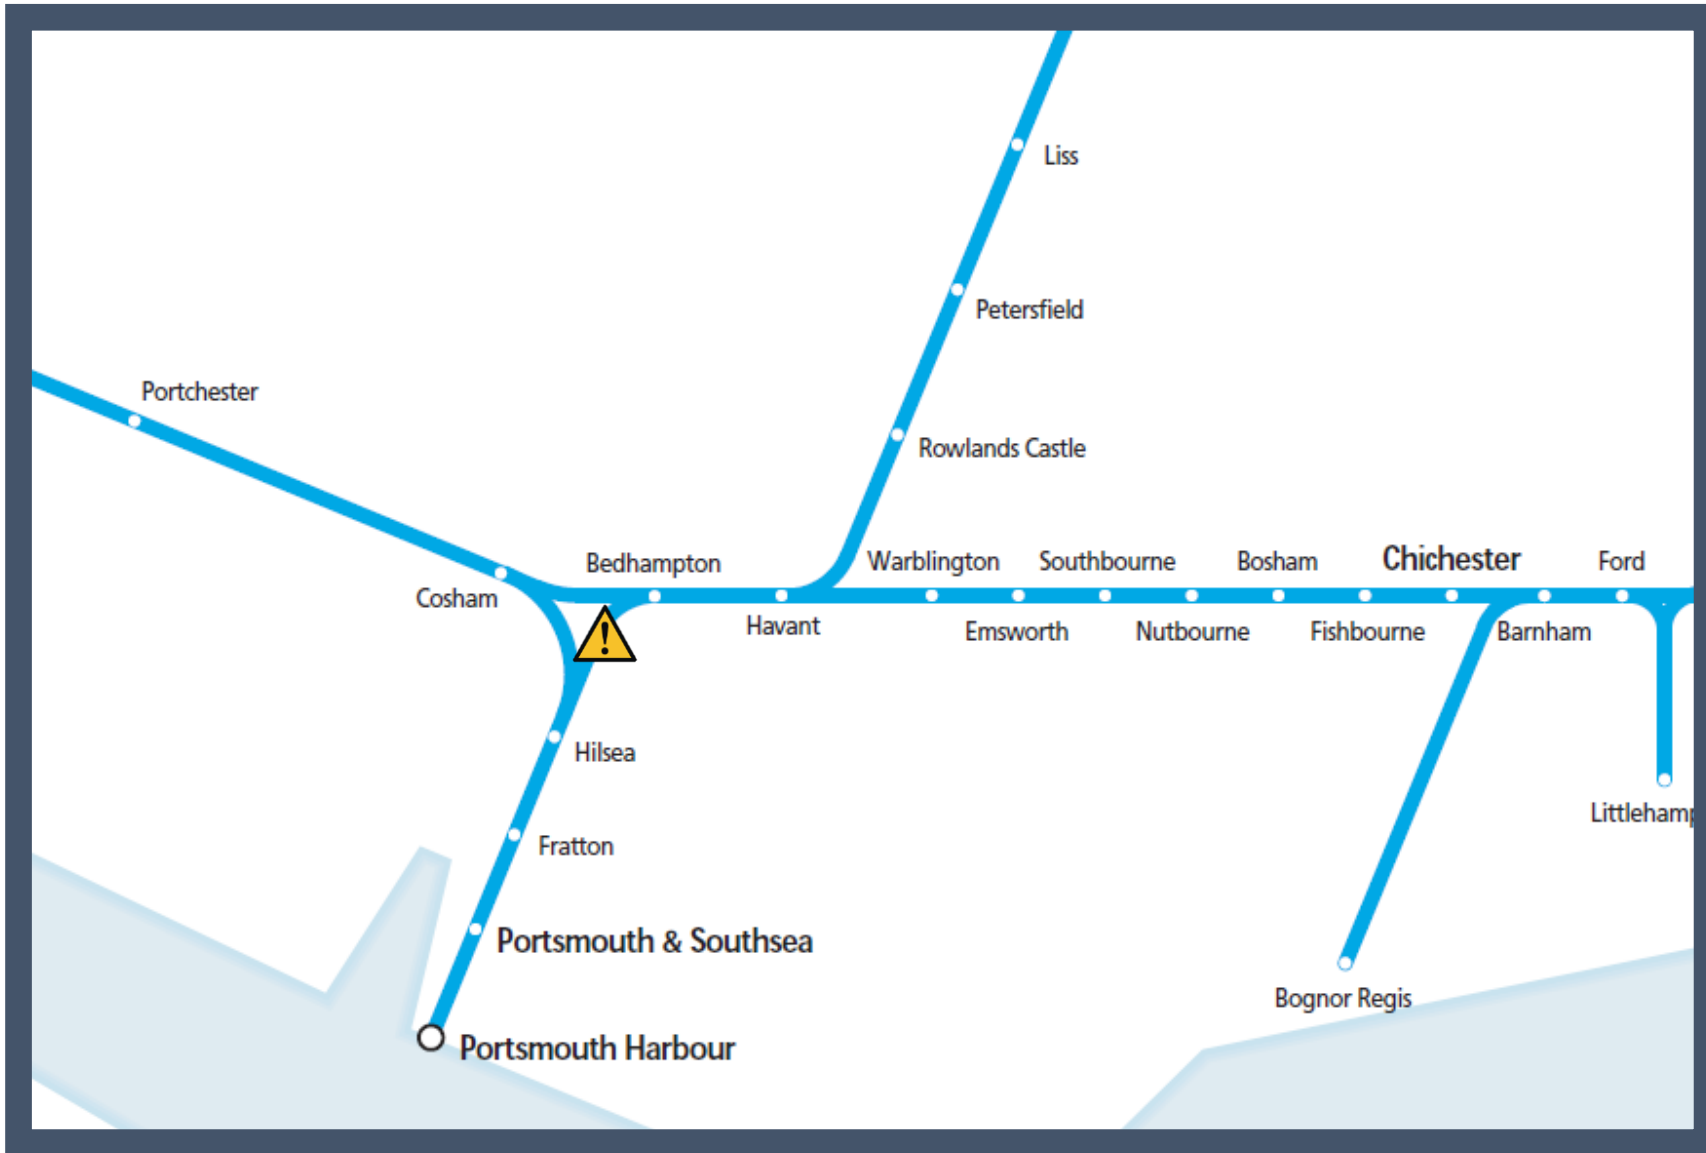 Liss
Petersfield
Portchester
Rowlands Castle
Bedhampton
Warblington
Southbourne
Bosham
Chichester
Ford
Cosham
Havant
Emsworth
Nutbourne
Fishbourne
Barnham
!
Hilsea
Littlehamp
Fratton
Portsmouth & Southsea
Bognor Regis
Portsmouth Harbour